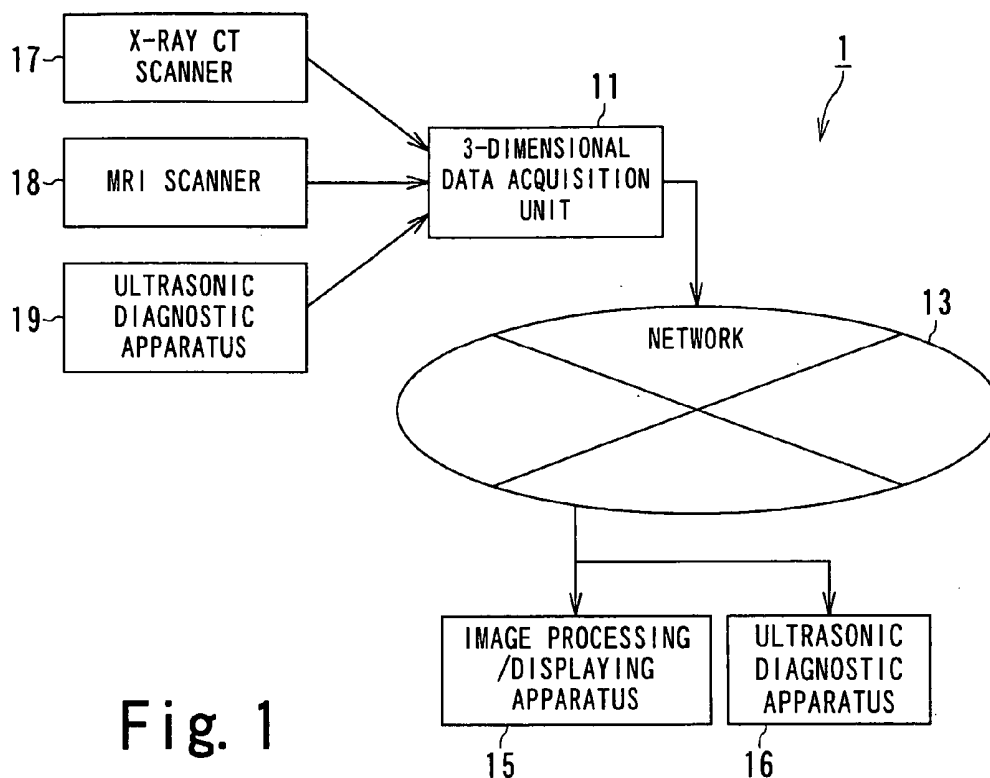 17
X-RAY CT
SCANNER
18
MRI SCANNER
19
ULTRASONIC
DIAGNOSTIC
APPARATUS
11
3-DIMENSIONAL
DATA ACQUISITION
UNIT
1
13
NETWORK
IMAGE PROCESSING
/DISPLAYING
APPARATUS
15
ULTRASONIC
DIAGNOSTIC
APPARATUS
16
Fig. 1